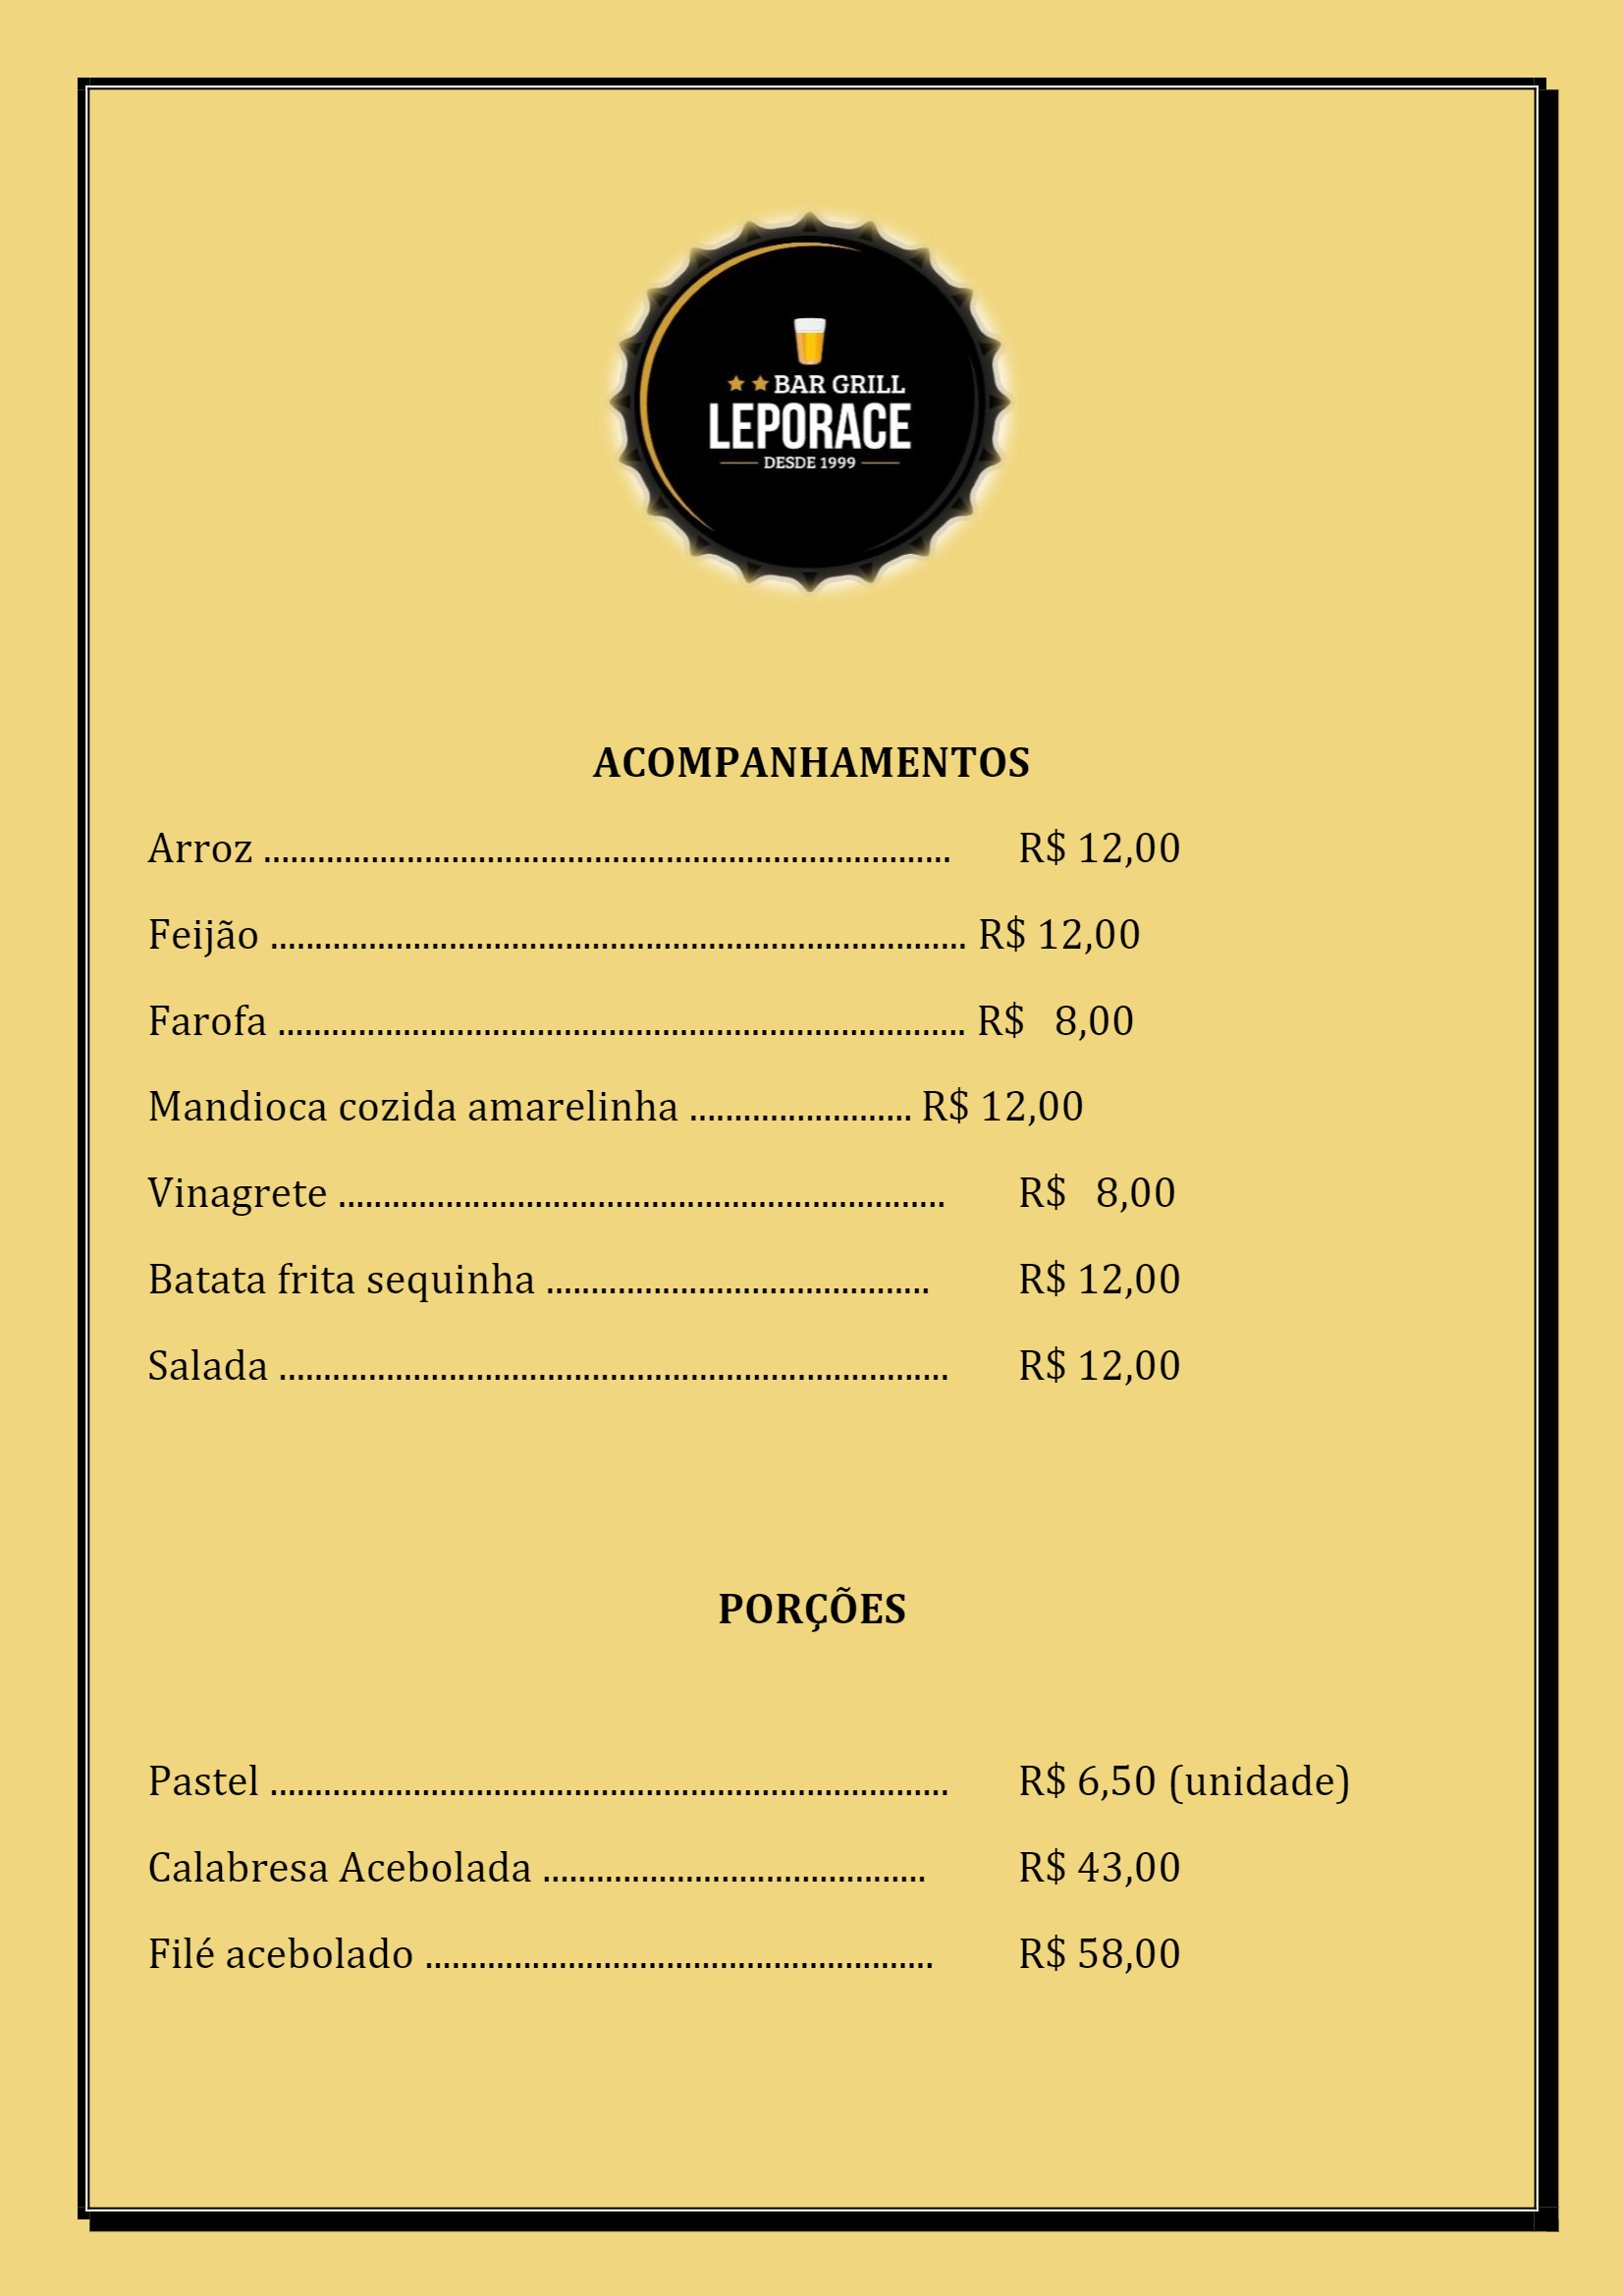 BAR GRILL
LEPORACE
DESDE 1999
ACOMPANHAMENTOS
Arroz ............................................................................. R$ 12,00
Feijão .............................................................................. R$ 12,00
Farofa ............................................................................. R$ 8,00
Mandioca cozida amarelinha ......................... R$ 12,00
Vinagrete .................................................................... R$ 8,00
Batata frita sequinha ........................................... R$ 12,00
Salada ........................................................................... R$ 12,00
PORÇÕES
Pastel ............................................................................ R$ 6,50 (unidade)
Calabresa Acebolada ........................................... R$ 43,00
Filé acebolado ......................................................... R$ 58,00